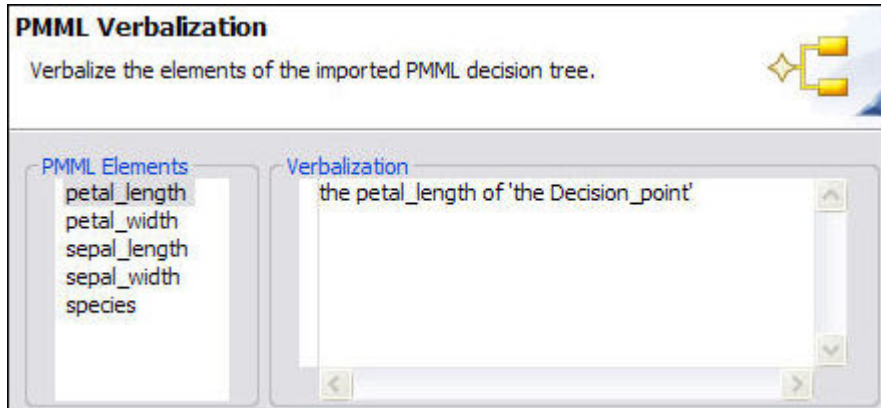 PMML Verbalization
Verbalize the elements of the imported PMML decision tree.
PMML Elements
petal_length
petal_width
sepal_length
sepal_width
species
Verbalization
the petal_length of 'the Decision_point'